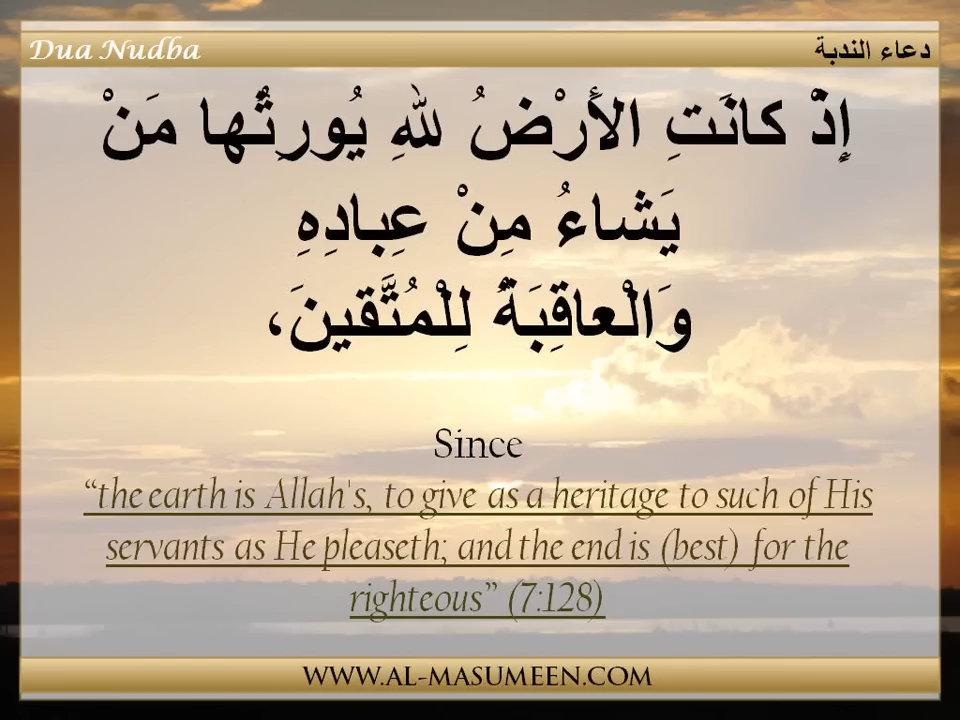 Dua Nudba
دعاء الندبة
إِذْ كانَتِ الأَرْضُ للهِ يُورِثُها مَنْ
يَشاءُ مِنْ عِبادِهِ
وَالْعاقِبَةُ لِلْمُتَّقينَ،
Since
“the earth is Allah's, to give as a heritage to such of His
servants as He pleaseth; and the end is (best) for the
righteous” (7:128)
WWW.AL-MASUMEEN.COM